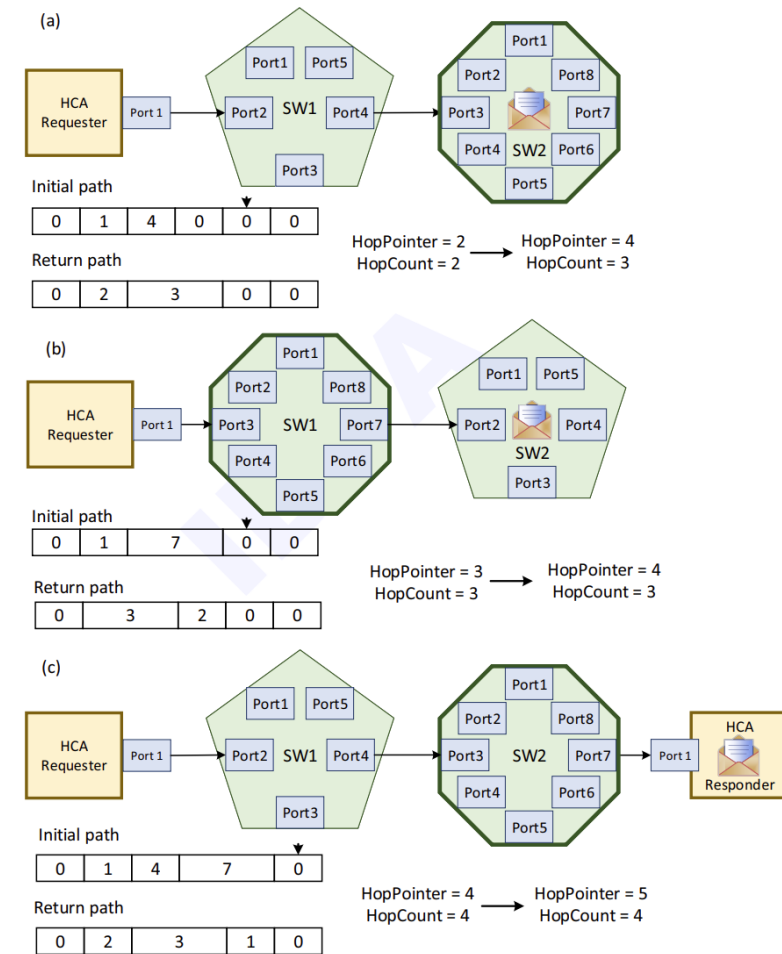 (a)
HCA
Requester
Port 1
Port1
Port5
Port2
SW1
Port4
Port3
Port1
Port2
Port8
Port3
Port7
Port4
SW2
Port6
Port5
Initial path
0 1 4 0 0 0
Return path
0 2 3 0 0
HopPointer = 2
HopCount = 2
HopPointer = 4
HopCount = 3
(b)
HCA
Requester
Port 1
Port1
Port2
Port8
Port3
SW1
Port7
Port4
Port6
Port5
Port1
Port5
Port2
Port4
SW2
Port3
Initial path
0 1 7 0 0
Return path
0 3 2 0 0
HopPointer = 3
HopCount = 3
HopPointer = 4
HopCount = 3
(c)
HCA
Requester
Port 1
Port1
Port5
Port2
SW1
Port4
Port3
Port1
Port2
Port8
Port3
SW2
Port7
Port4
Port6
Port5
Port 1
HCA
Responder
Initial path
0 1 4 7 0
Return path
0 2 3 1 0
HopPointer = 4
HopCount = 4
HopPointer = 5
HopCount = 4